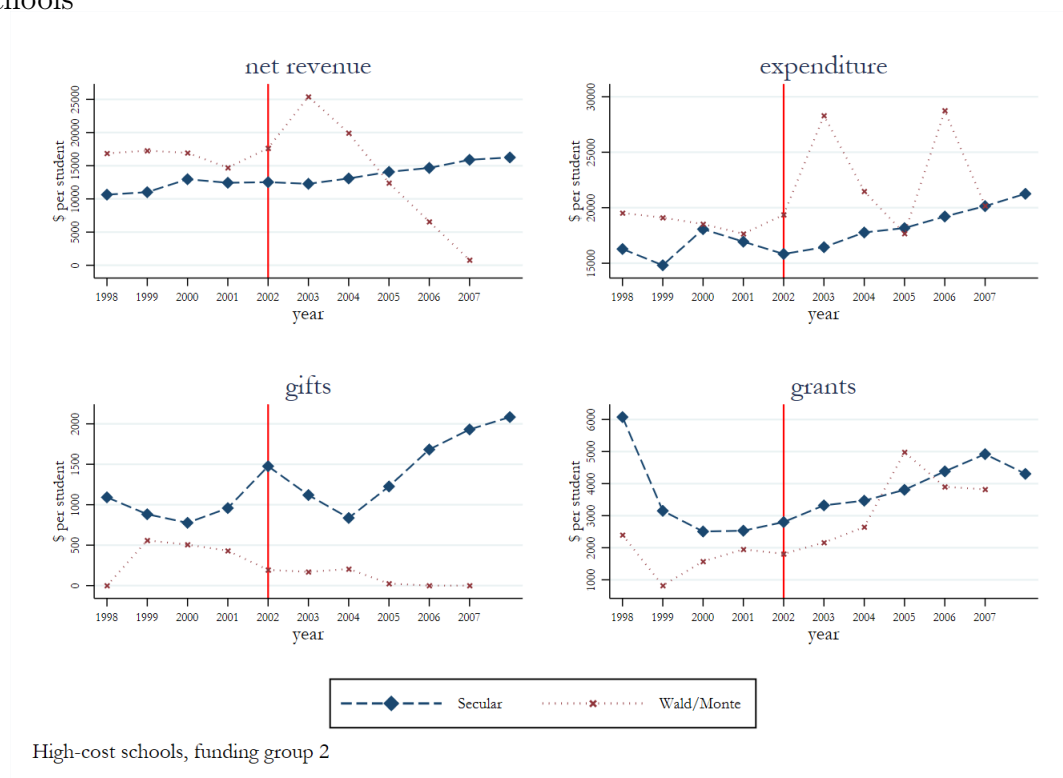 net revenue
$ per student
25000
20000
15000
10000
5000
0
1998 1999 2000 2001 2002 2003 2004 2005 2006 2007
year
expenditure
$ per student
30000
25000
20000
15000
1998 1999 2000 2001 2002 2003 2004 2005 2006 2007
year
gifts
$ per student
2000
1500
1000
500
0
1998 1999 2000 2001 2002 2003 2004 2005 2006 2007
year
grants
$ per student
6000
5000
4000
3000
2000
1000
1998 1999 2000 2001 2002 2003 2004 2005 2006 2007
year
Secular Wald/Monte
High-cost schools, funding group 2